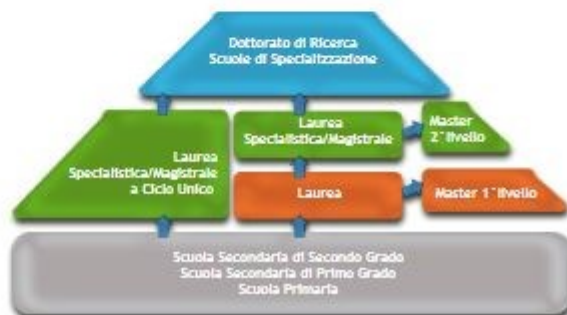 Dottorato di Ricerca
Scuole di Specializzazione
Laurea
Specialistica/Magistrale
a Ciclo Unico
Laurea
Specialistica/Magistrale
Master
2°livello
Laurea
Master 1°livello
Scuola Secondaria di Secondo Grado
Scuola Secondaria di Primo Grado
Scuola Primaria